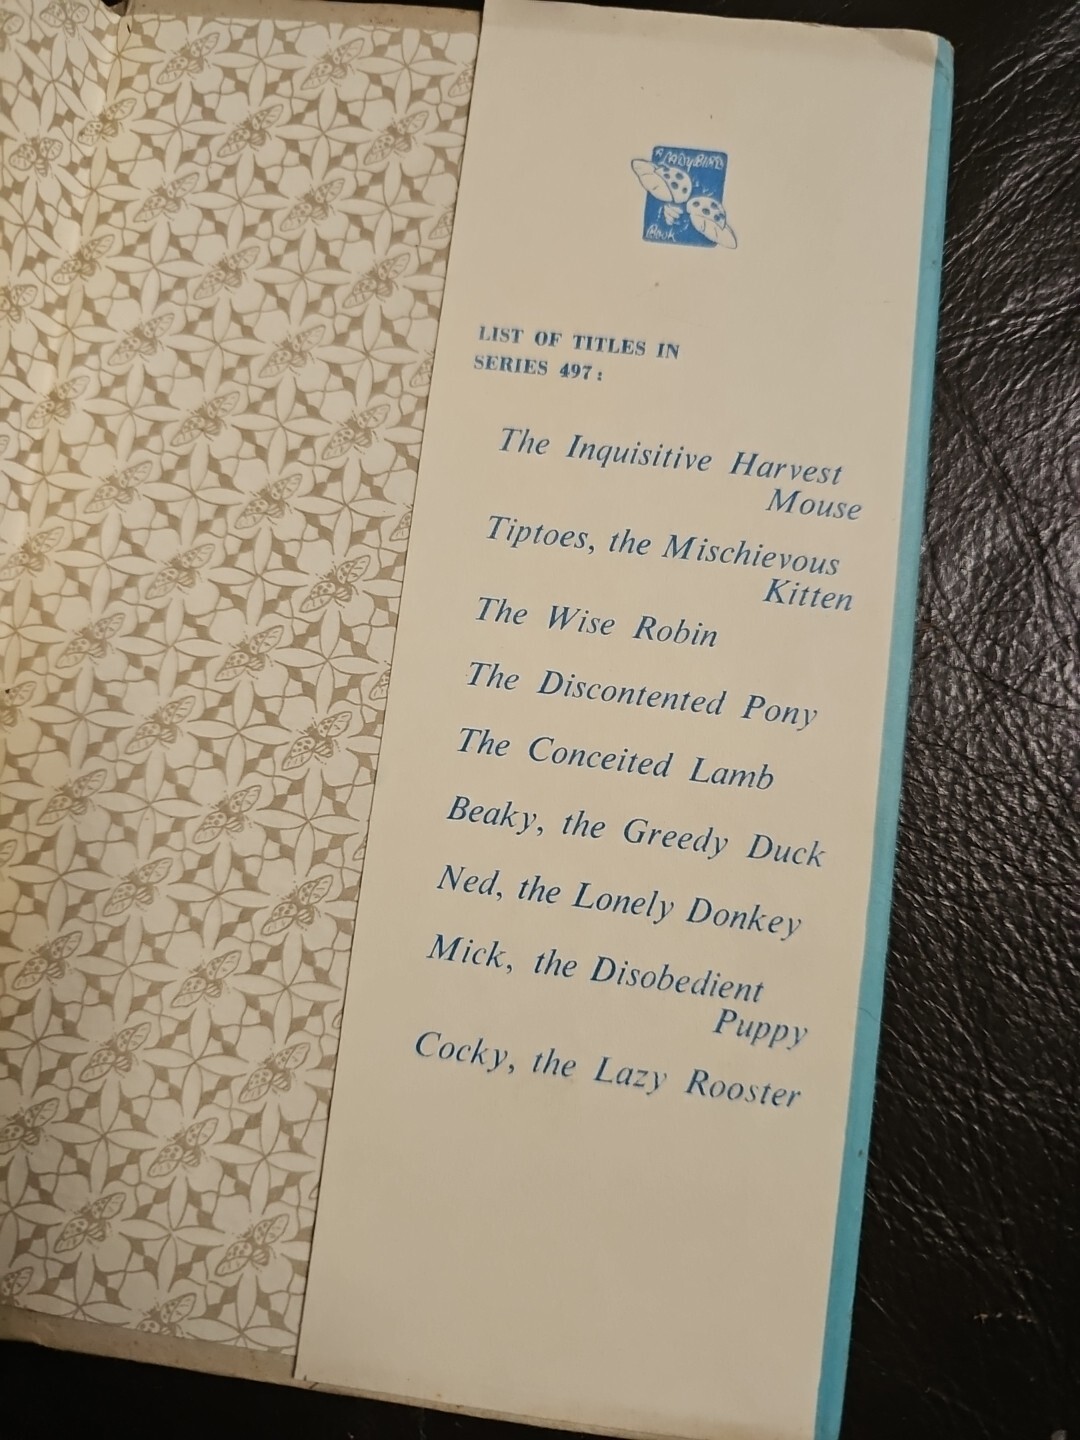 A LADYBIRD
Book
LIST OF TITLES IN
SERIES 497:
The Inquisitive Harvest
Mouse
Tiptoes, the Mischievous
Kitten
The Wise Robin
The Discontented Pony
The Conceited Lamb
Beaky, the Greedy Duck
Ned, the Lonely Donkey
Mick, the Disobedient
Puppy
Cocky, the Lazy Rooster